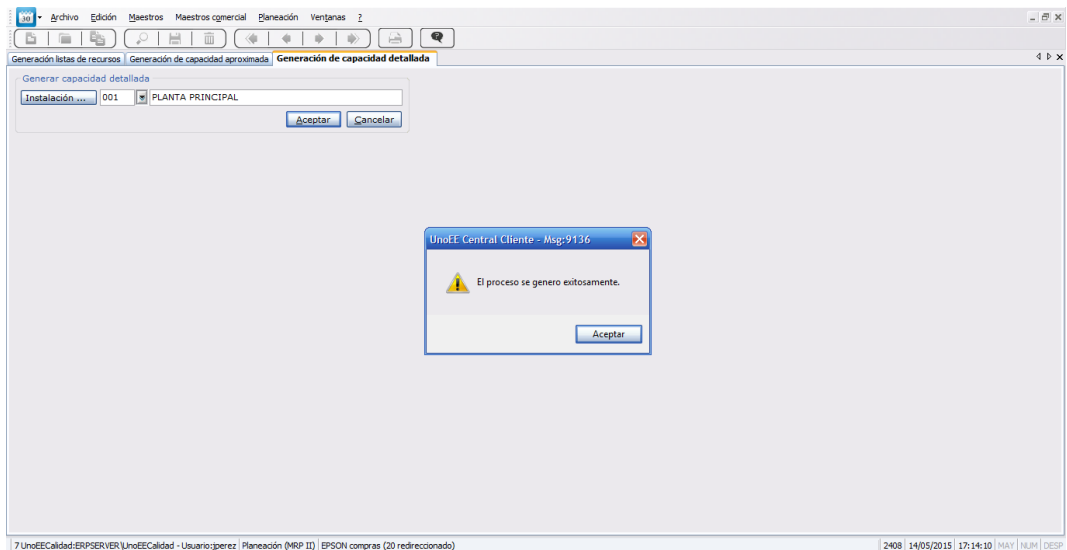 30 Archivo Edición Maestros Maestros comercial Planeación Ventanas ?
Generación listas de recursos Generación de capacidad aproximada Generación de capacidad detallada
Generar capacidad detallada
Instalación ... 001 PLANTA PRINCIPAL
Aceptar Cancelar
UnoEE Central Cliente - Msg:9136
El proceso se genero exitosamente.
Aceptar
7 UnoEECalidad:ERPSERVER\UnoEECalidad - Usuario:jperez Planeación (MRP II) EPSON compras (20 redireccionado) 2408 14/05/2015 17:14:10 MAY NUM DESP